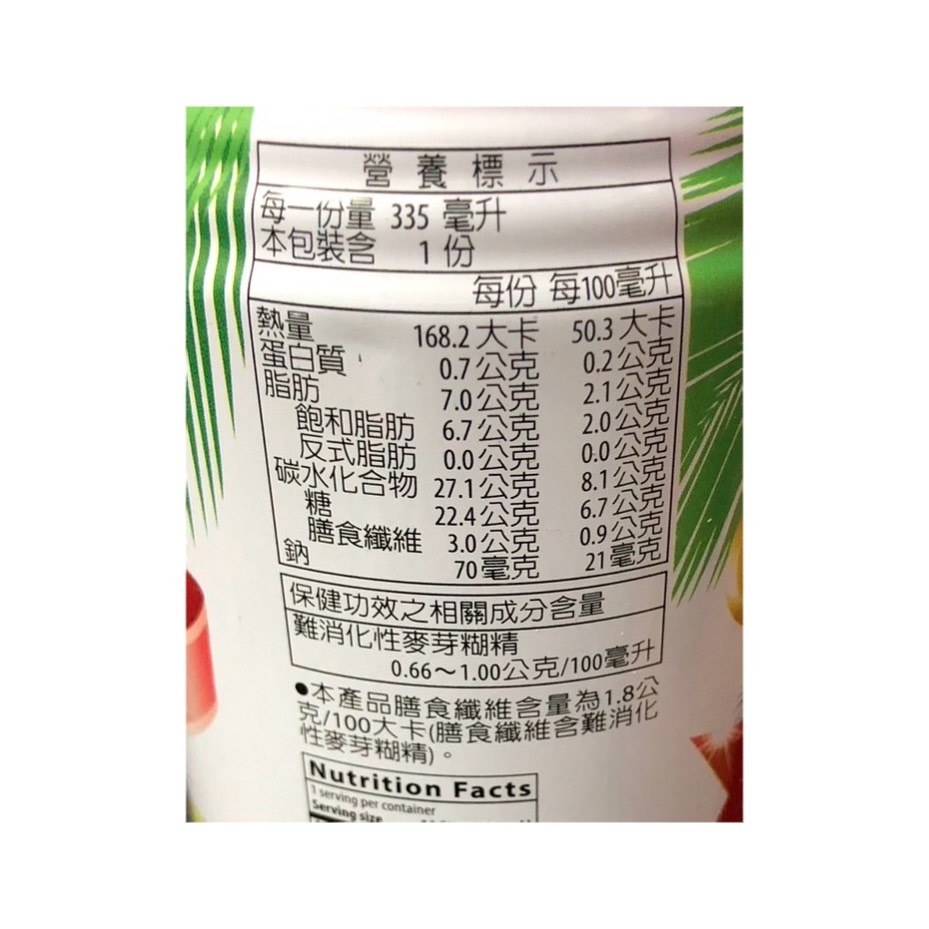 營養標示
每一份量 335 毫升
本包裝含 1 份
每份 每100毫升
熱量 168.2 大卡 50.3 大卡
蛋白質 0.7 公克 0.2 公克
脂肪 7.0 公克 2.1 公克
飽和脂肪 6.7 公克 2.0 公克
反式脂肪 0.0 公克 0.0 公克
碳水化合物 27.1 公克 8.1 公克
糖 22.4 公克 6.7 公克
膳食纖維 3.0 公克 0.9 公克
鈉 70 毫克 21 毫克
保健功效之相關成分含量
難消化性麥芽糊精
0.66~1.00公克/100毫升
●本產品膳食纖維含量為1.8公
克/100大卡(膳食纖維含難消化
性麥芽糊精)。
Nutrition Facts
1 serving per container
Serving size